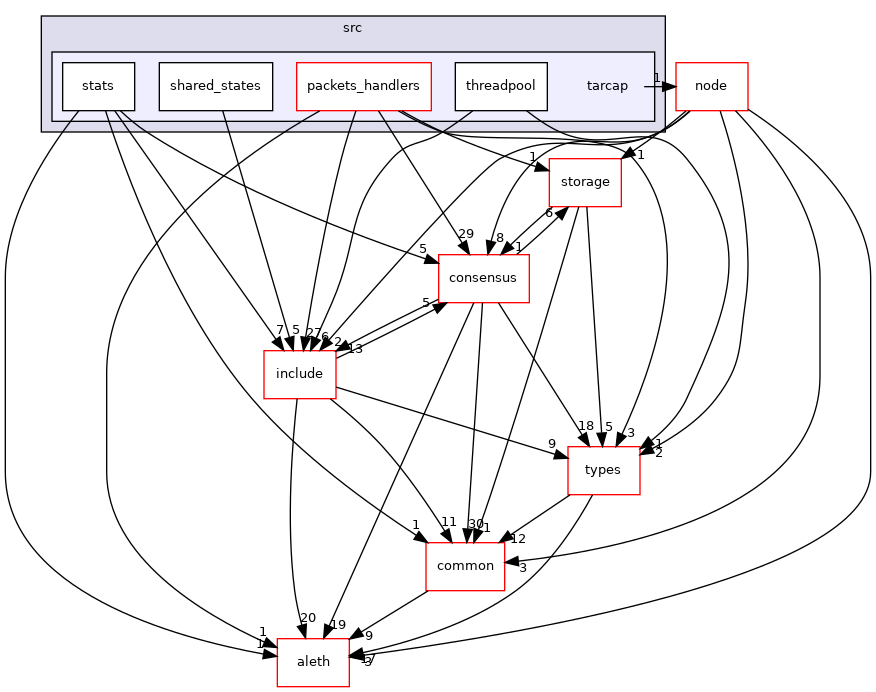 src
stats
shared_states
packets_handlers
threadpool
tarcap
1
node
1
1
storage
6
29
8
1
5
consensus
5
7
5
27
6
2
13
include
18
5
3
1
2
9
types
1
11
30
1
12
3
common
20
19
9
1
1
3
aleth